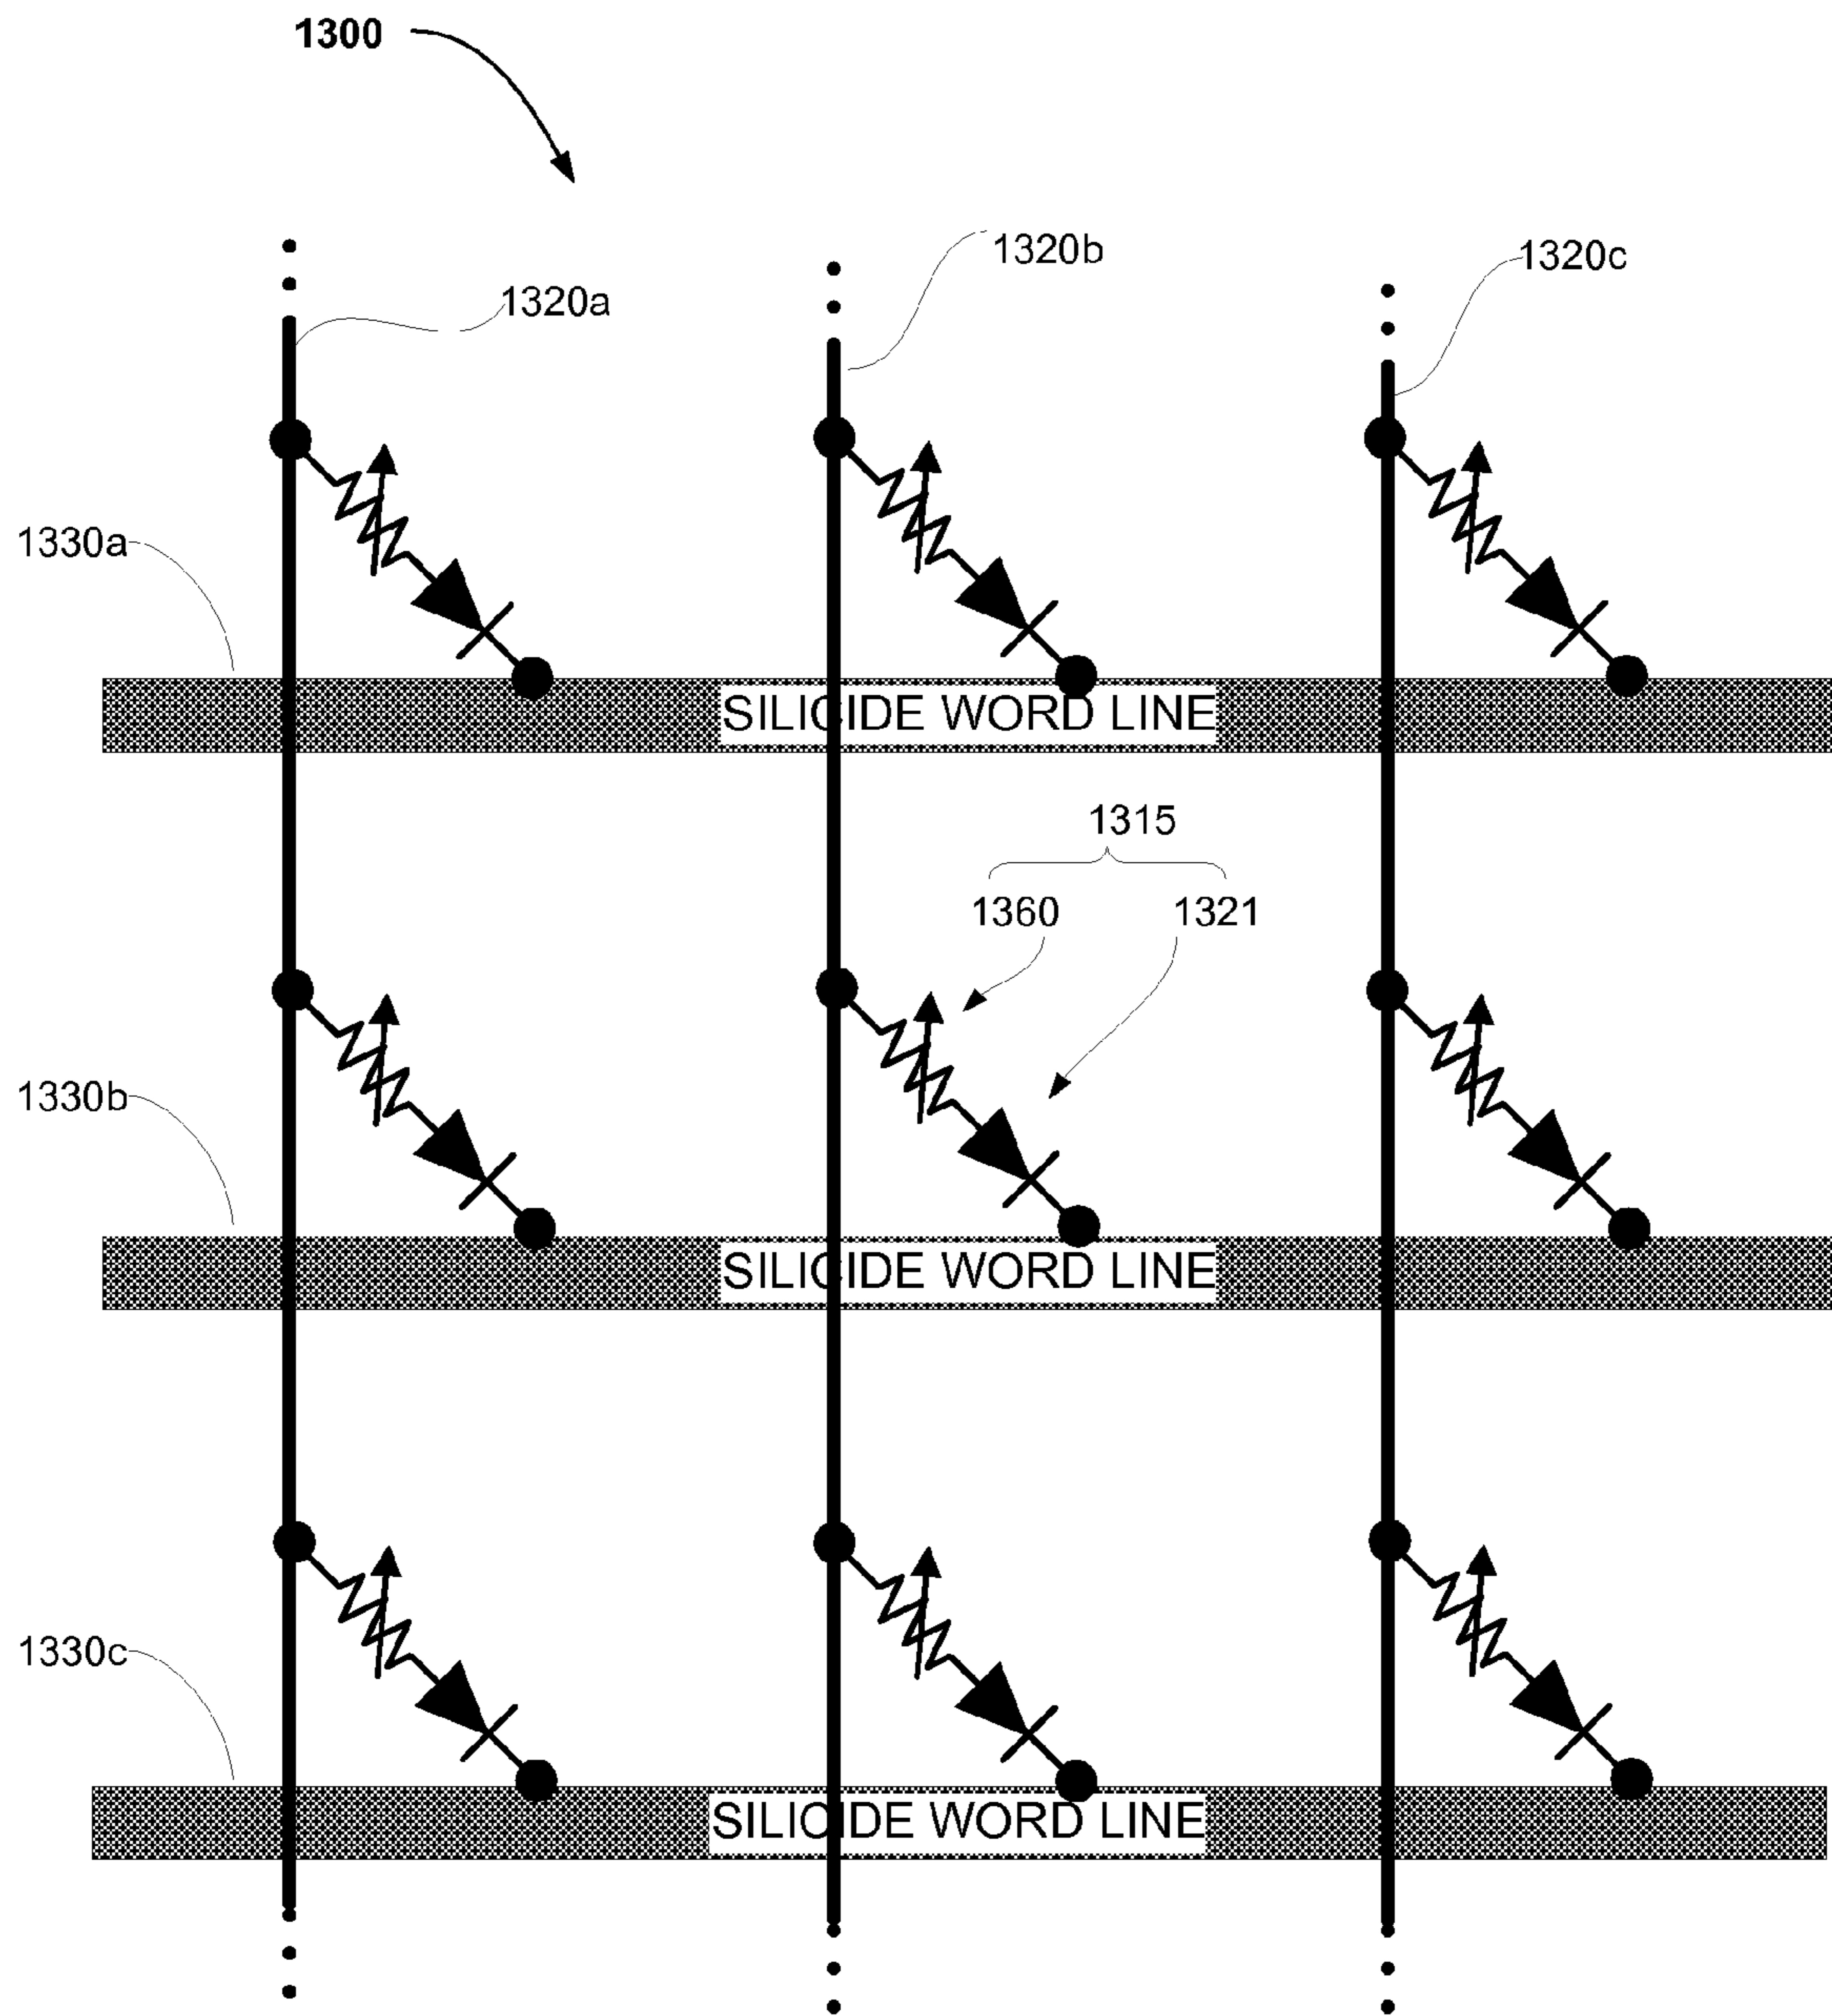 1300
1320b
1320c
1320a
1330a
SILICIDE WORD LINE
1315
1360 1321
1330b
SILICIDE WORD LINE
1330c
SILICIDE WORD LINE